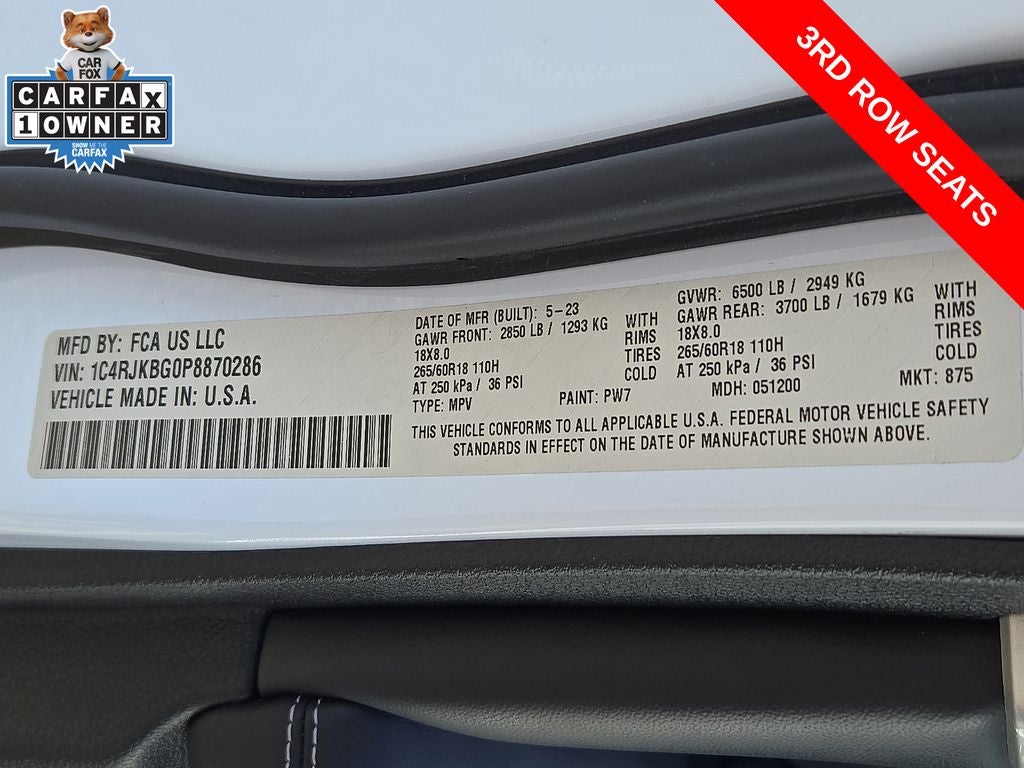 CAR
FOX
CARFAX
1 OWNER
SHOW ME THE
CARFAX
3RD ROW SEATS
MFD BY: FCA US LLC
VIN: 1C4RJKBG0P8870286
VEHICLE MADE IN: U.S.A.
DATE OF MFR (BUILT): 5-23
GAWR FRONT: 2850 LB / 1293 KG
18X8.0
265/60R18 110H
AT 250 kPa / 36 PSI
WITH
RIMS
TIRES
COLD
TYPE: MPV
PAINT: PW7
GVWR: 6500 LB / 2949 KG
GAWR REAR: 3700 LB / 1679 KG
18X8.0
265/60R18 110H
AT 250 kPa / 36 PSI
WITH
RIMS
TIRES
COLD
MDH: 051200
MKT: 875
THIS VEHICLE CONFORMS TO ALL APPLICABLE U.S.A. FEDERAL MOTOR VEHICLE SAFETY
STANDARDS IN EFFECT ON THE DATE OF MANUFACTURE SHOWN ABOVE.